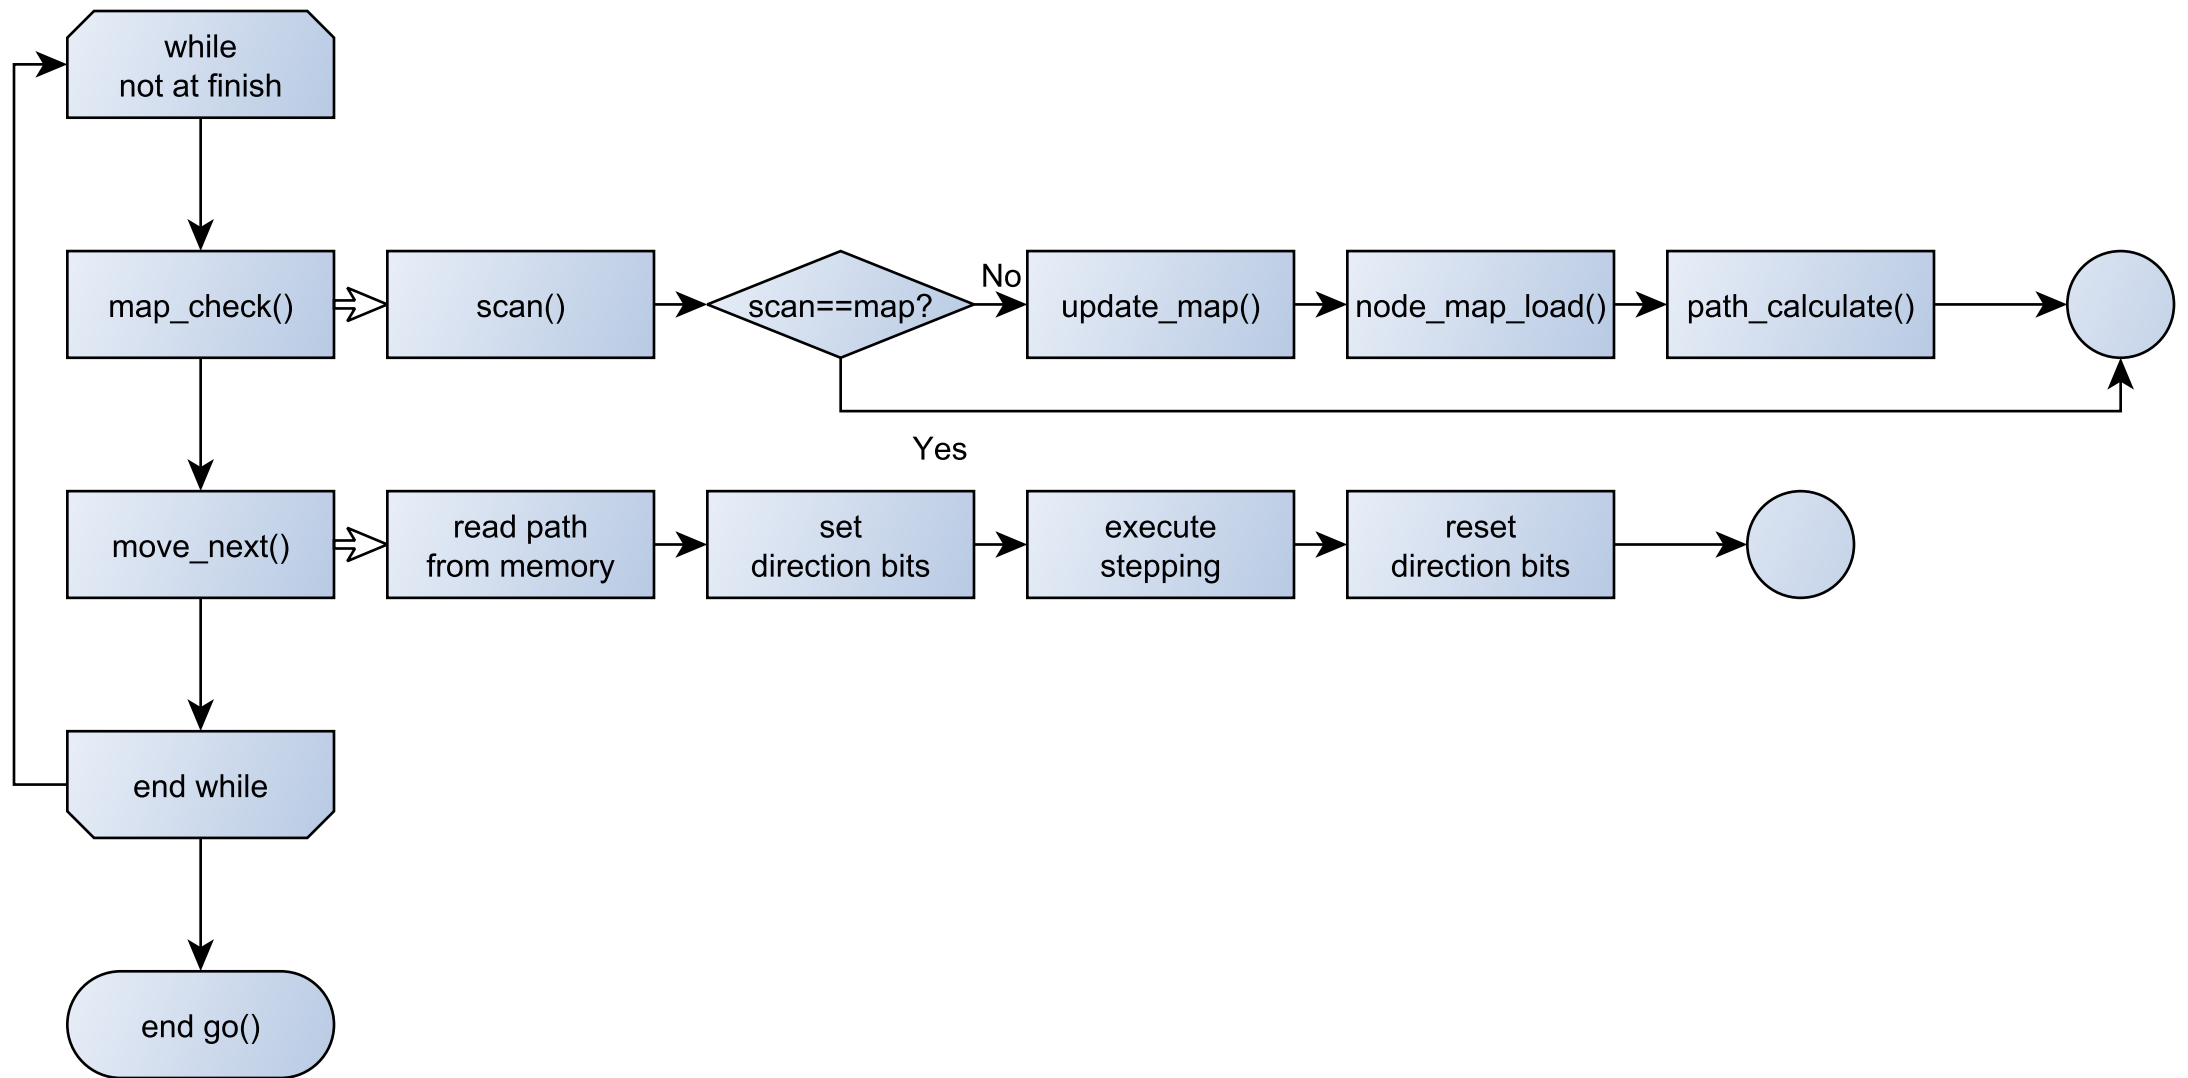 while
not at finish
map_check()
scan()
scan==map?
No
update_map()
node_map_load()
path_calculate()
Yes
move_next()
read path
from memory
set
direction bits
execute
stepping
reset
direction bits
end while
end go()